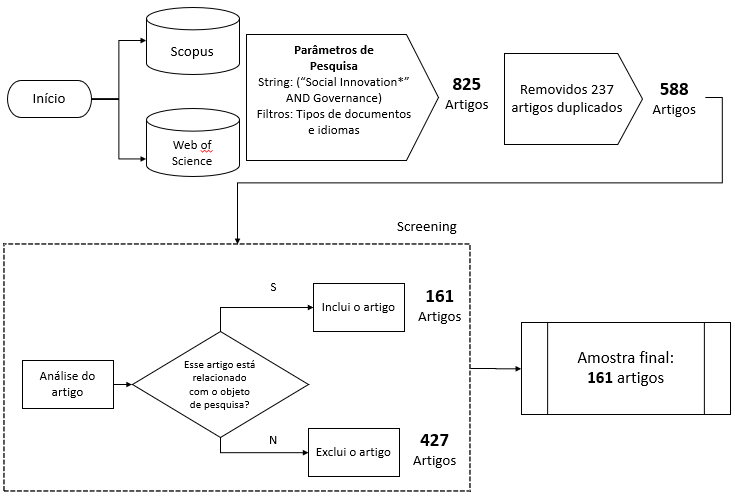 Início
Scopus
Web of
Science
Parâmetros de
Pesquisa
String: (“Social Innovation*”
AND Governance)
Filtros: Tipos de documentos
e idiomas
825
Artigos
Removidos 237
artigos duplicados
588
Artigos
Screening
Análise do
artigo
Esse artigo está
relacionado
com o objeto
de pesquisa?
S
Inclui o artigo
161
Artigos
N
Exclui o artigo
427
Artigos
Amostra final:
161 artigos